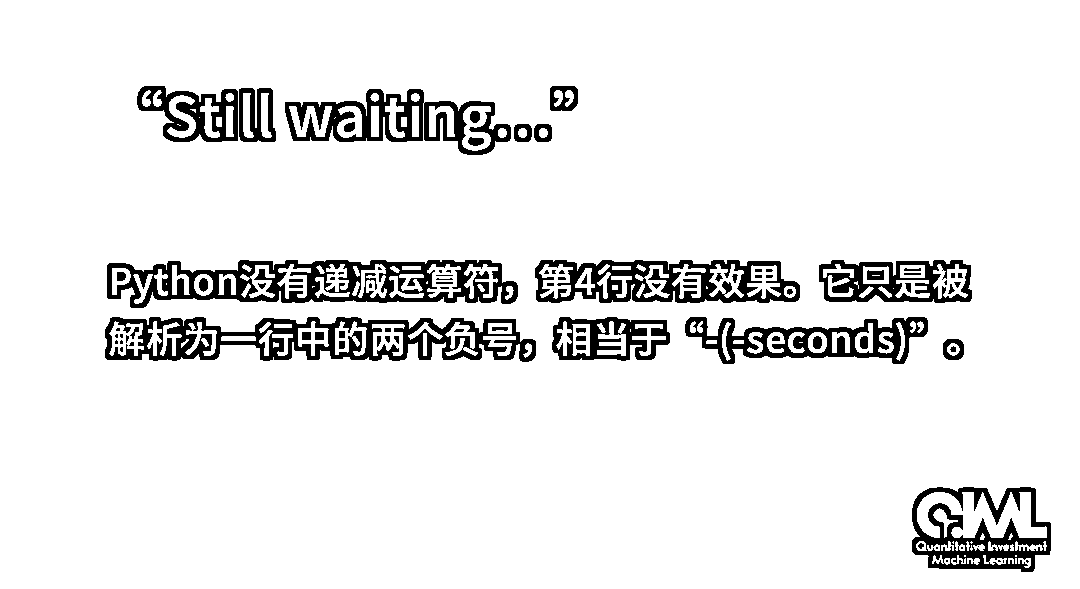 “Still waiting...”
Python没有递减运算符，第4行没有效果。它只是被
解析为一行中的两个负号，相当于“-(-seconds)”。
QIML
Quantitative Investment
Machine Learning